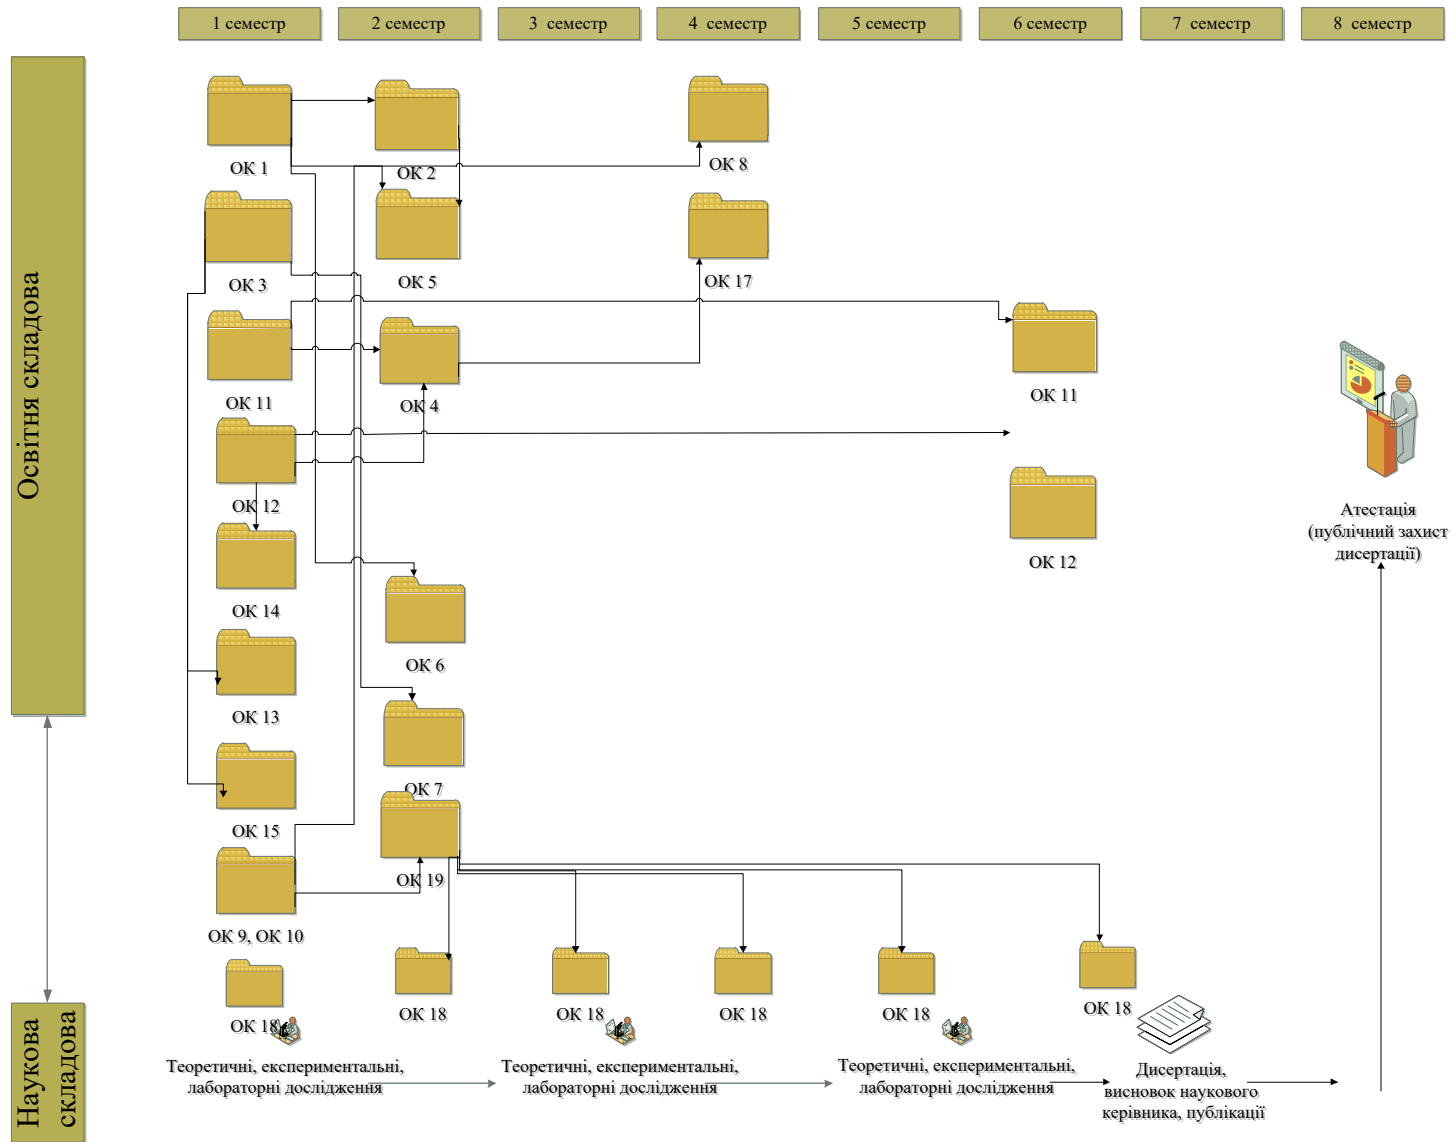 1 семестр
2 семестр
3 семестр
4 семестр
5 семестр
6 семестр
7 семестр
8 семестр
Освітня складова
ОК 1
ОК 2
ОК 8
ОК 3
ОК 5
ОК 17
ОК 11
ОК 4
ОК 11
ОК 12
ОК 12
ОК 14
ОК 6
ОК 13
ОК 7
ОК 15
ОК 19
ОК 9, ОК 10
Атестація
(публічний захист
дисертації)
Наукова
складова
ОК 18
ОК 18
ОК 18
ОК 18
ОК 18
ОК 18
Теоретичні, експериментальні,
лабораторні дослідження
Теоретичні, експериментальні,
лабораторні дослідження
Теоретичні, експериментальні,
лабораторні дослідження
Дисертація,
висновок наукового
керівника, публікації